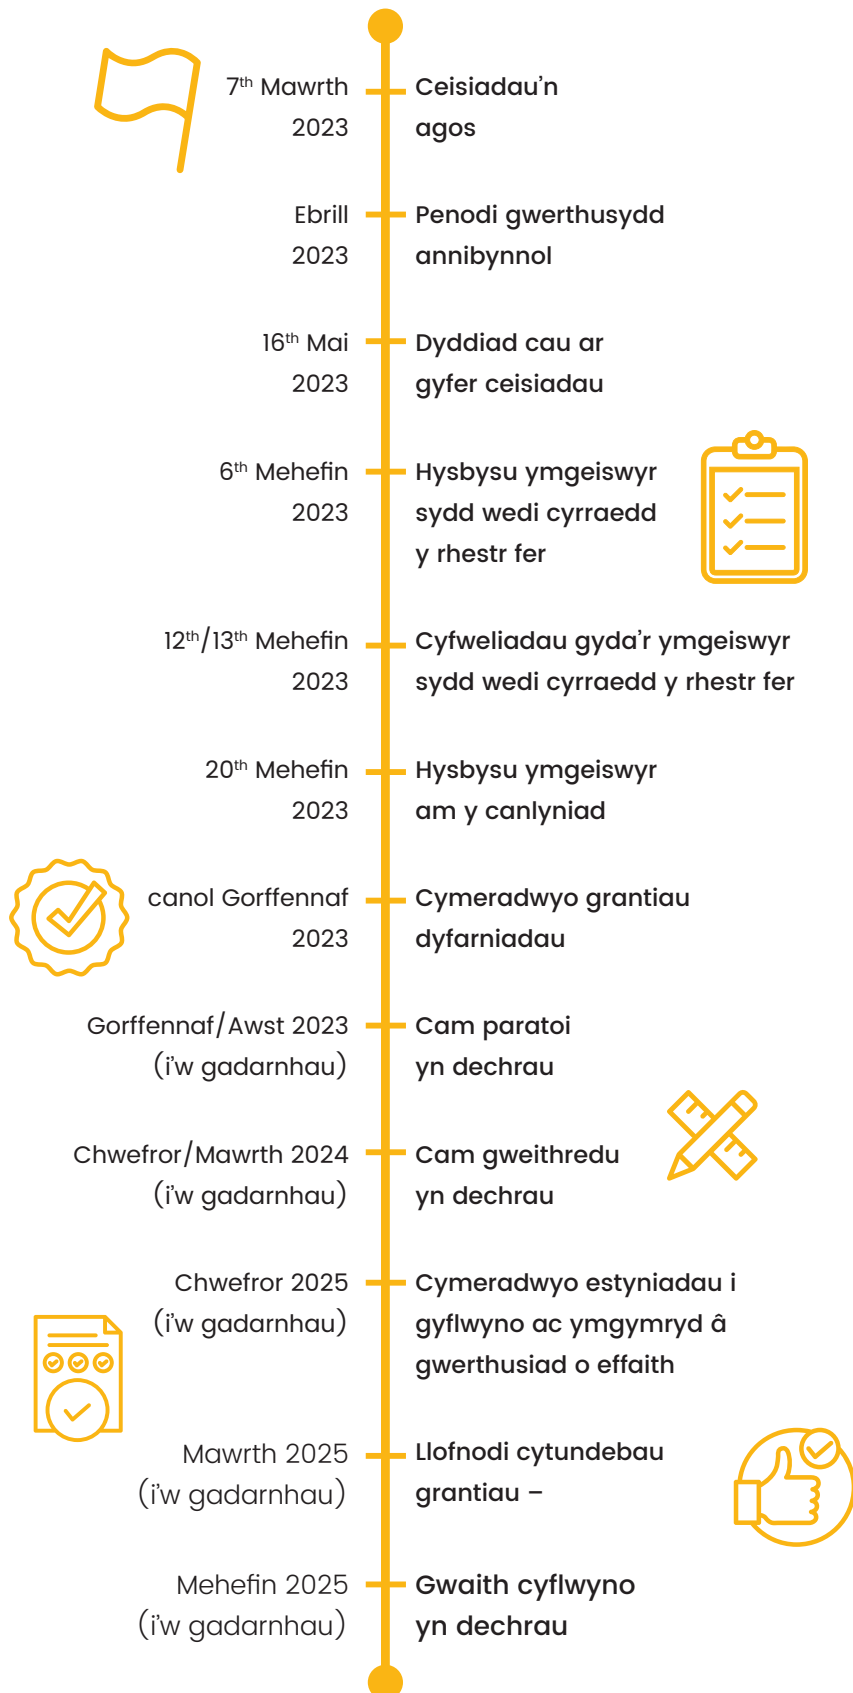 7th Mawrth
2023
Ceisiadau'n
agos
Ebrill
2023
Penodi gwerthusydd
annibynnol
16th Mai
2023
Dyddiad cau ar
gyfer ceisiadau
6th Mehefin
2023
Hysbysu ymgeiswyr
sydd wedi cyrraedd
y rhestr fer
12th/13th Mehefin
2023
Cyfweliadau gyda'r ymgeiswyr
sydd wedi cyrraedd y rhestr fer
20th Mehefin
2023
Hysbysu ymgeiswyr
am y canlyniad
canol Gorffennaf
2023
Cymeradwyo grantiau
dyfarniadau
Gorffennaf/Awst 2023
(i'w gadarnhau)
Cam paratoi
yn dechrau
Chwefror/Mawrth 2024
(i'w gadarnhau)
Cam gweithredu
yn dechrau
Chwefror 2025
(i'w gadarnhau)
Cymeradwyo estyniadau i
gyflwyno ac ymgymryd â
gwerthusiad o effaith
Mawrth 2025
(i'w gadarnhau)
Llofnodi cytundebau
grantiau –
Mehefin 2025
(i'w gadarnhau)
Gwaith cyflwyno
yn dechrau